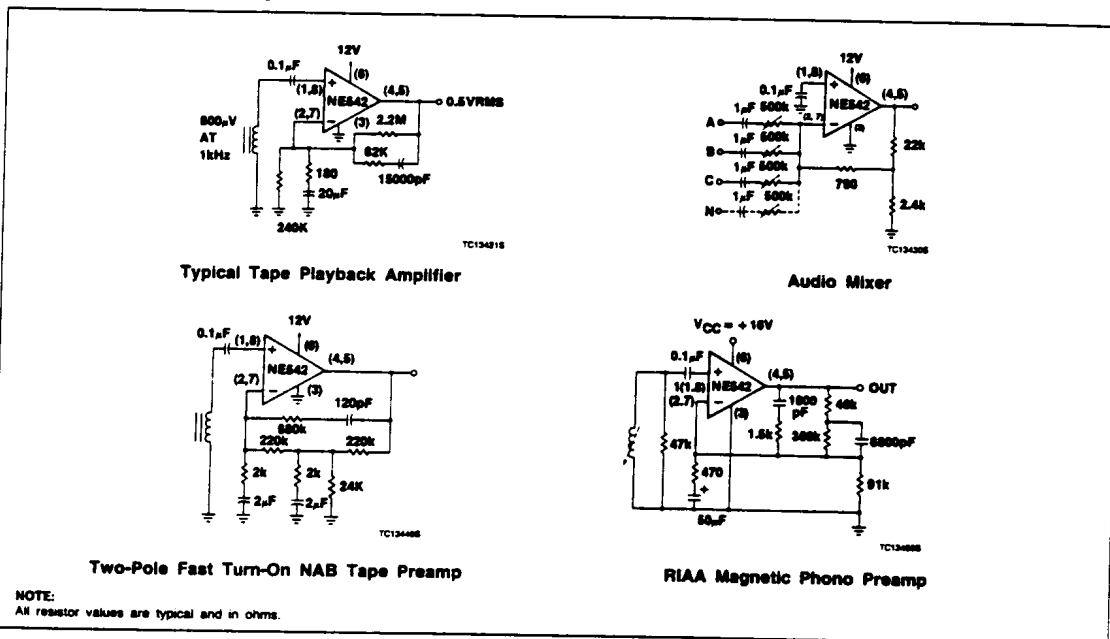 12V
0.1µF
(6)
(1,8)
+
(4,5)
NE542
0.5VRMS
(2,7)
−
(3)
2.2M
800µV
AT
1kHz
62K
15000pF
180
20µF
240K
TC13421S
Typical Tape Playback Amplifier
12V
(1,8)
(6)
0.1µF
+
(4,5)
NE542
1µF 500k
A
(2,7)
−
(3)
22k
1µF 500k
B
1µF 500k
C
750
1µF 500k
N
2.4k
TC13430S
Audio Mixer
12V
0.1µF
(1,8)
(6)
+
(4,5)
NE542
(2,7)
−
(3)
120pF
680k
220k
220k
2k
2k
24K
2µF
2µF
Two-Pole Fast Turn-On NAB Tape Preamp
VCC = +16V
0.1µF
(6)
+
(4,5)
1(1,8)
NE542
OUT
(2,7)
−
(3)
pF
46k
1.5k
6800pF
47k
470
+
91k
50µF
RIAA Magnetic Phono Preamp
NOTE:
All resistor values are typical and in ohms.